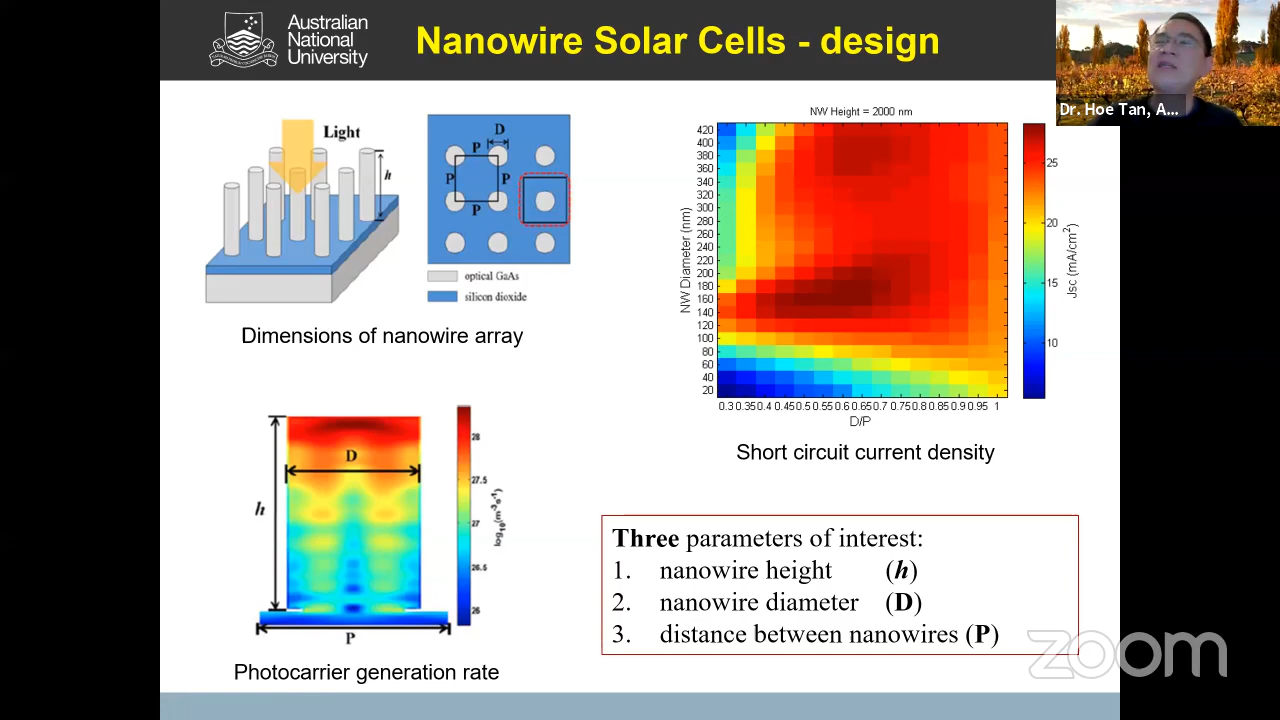 Australian
National
University
Nanowire Solar Cells - design
Dr. Hoe Tan, A...
Light
h
D
P
P
P
P
optical GaAs
silicon dioxide
Dimensions of nanowire array
NW Height = 2000 nm
NW Diameter (nm)
420
400
380
360
340
320
300
280
260
240
220
200
180
160
140
120
100
80
60
40
20
0.3 0.35 0.4 0.45 0.5 0.55 0.6 0.65 0.7 0.75 0.8 0.85 0.9 0.95 1
D/P
25
20
15
10
Jsc (mA/cm²)
Short circuit current density
h
D
P
28
27.5
27
26.5
26
log₁₀(m⁻³s⁻¹)
Photocarrier generation rate
Three parameters of interest:
1. nanowire height (h)
2. nanowire diameter (D)
3. distance between nanowires (P)
zoom